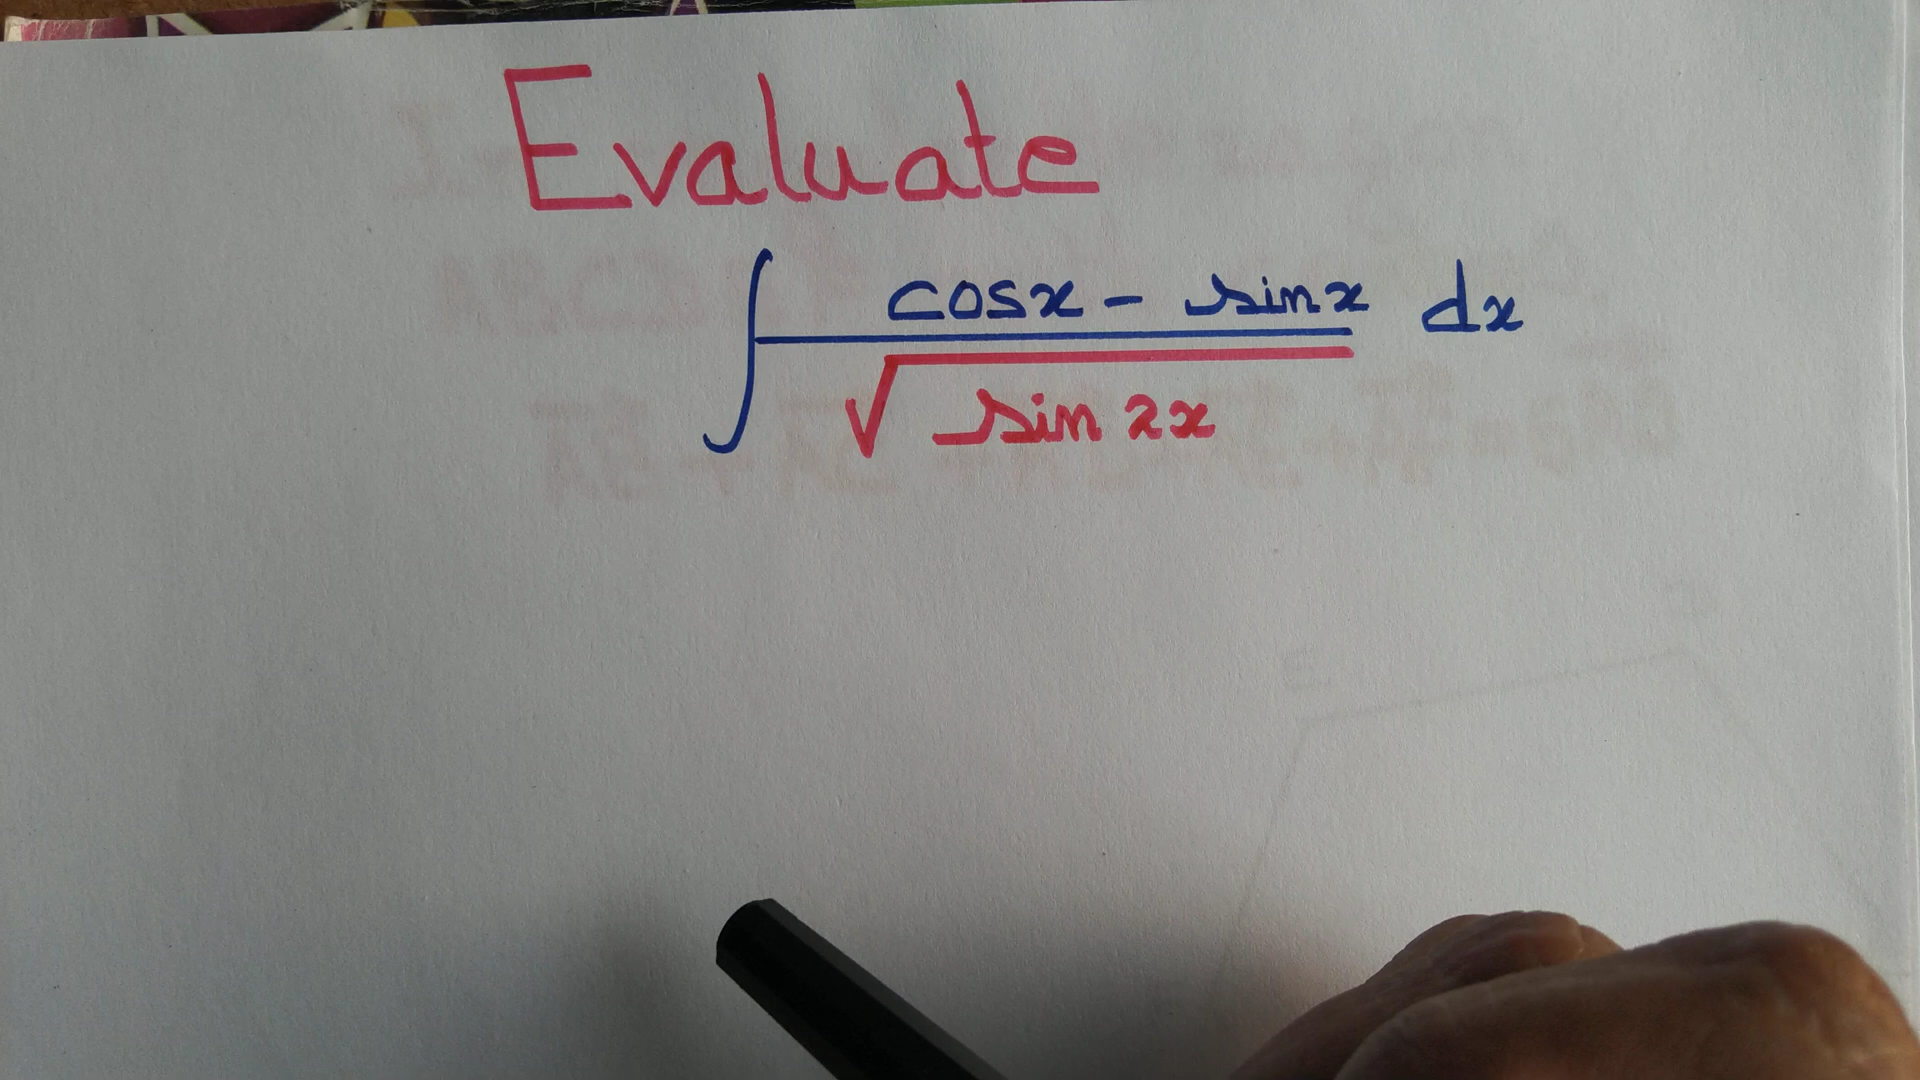 Evaluate
∫ cosx - sinx / √sin 2x dx